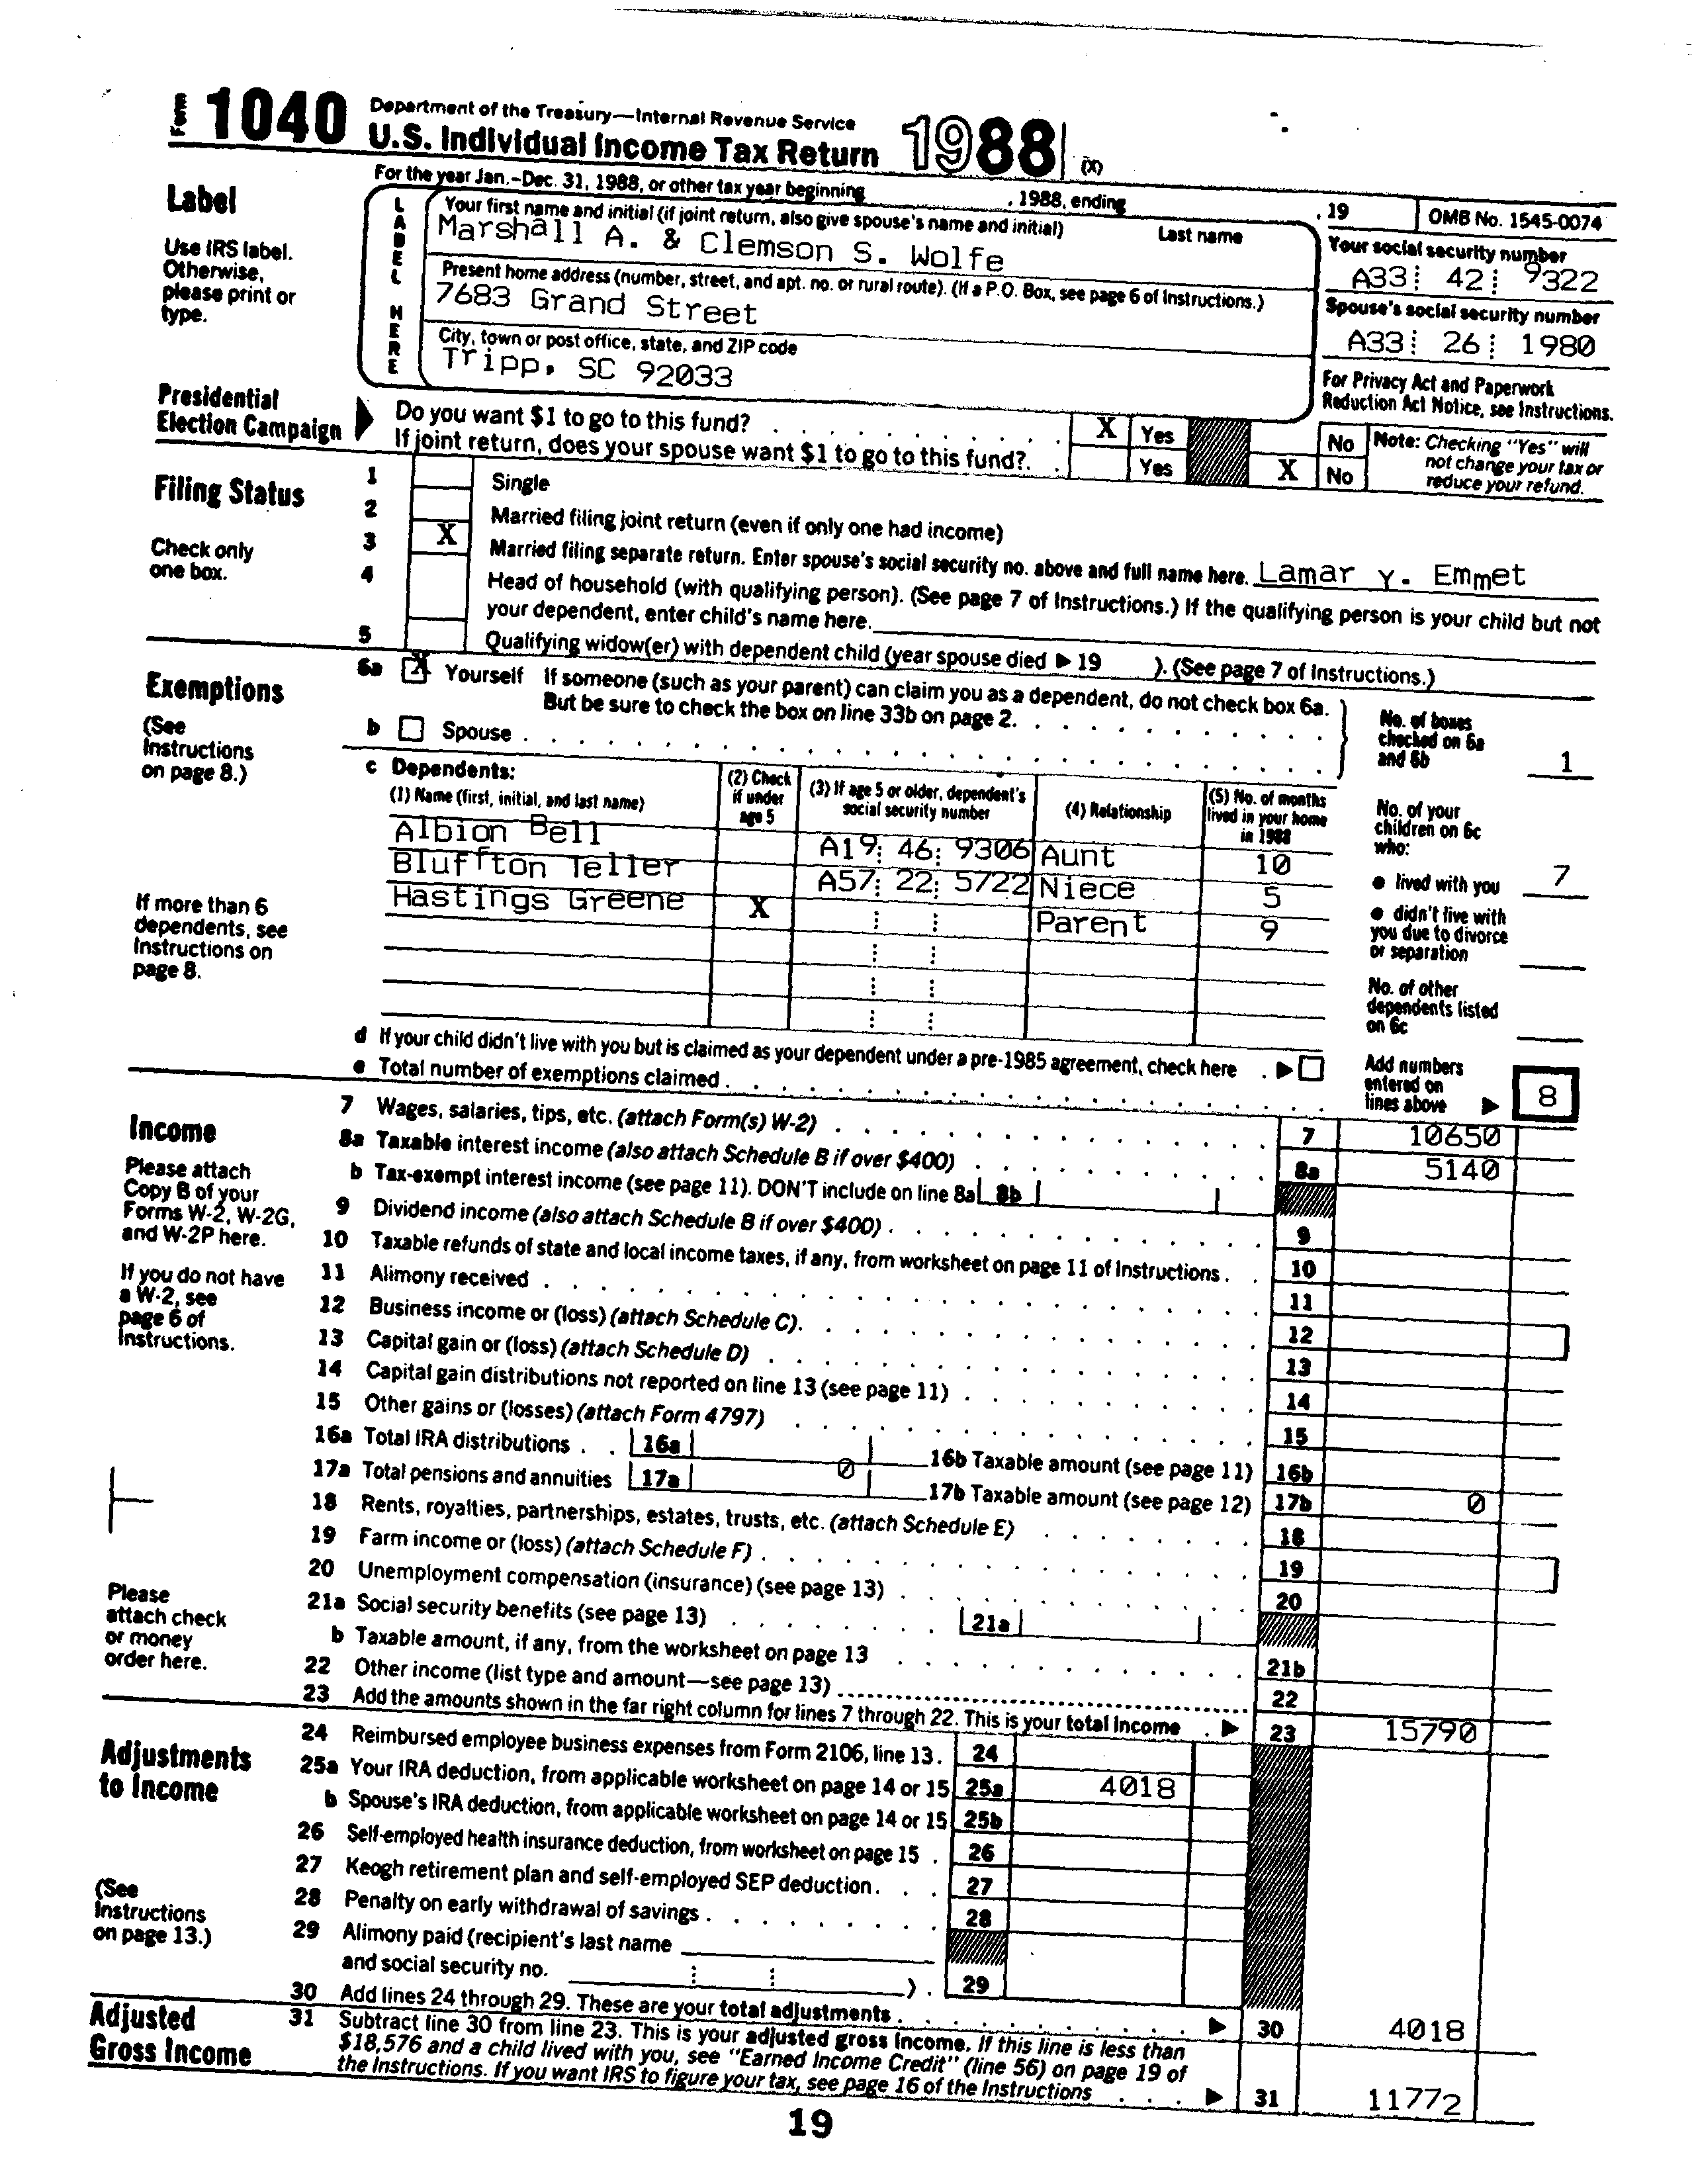 Form 1040 Department of the Treasury—Internal Revenue Service
U.S. Individual Income Tax Return 1988 (X)
For the year Jan.–Dec. 31, 1988, or other tax year beginning , 1988, ending , 19 OMB No. 1545-0074
Label
Use IRS label.
Otherwise,
please print or
type.
LABEL HERE
Your first name and initial (if joint return, also give spouse's name and initial) Last name
Marshall A. & Clemson S. Wolfe
Your social security number
A33 42 9322
Present home address (number, street, and apt. no. or rural route). (If a P.O. Box, see page 6 of Instructions.)
7683 Grand Street
Spouse's social security number
A33 26 1980
City, town or post office, state, and ZIP code
Tripp, SC 92033
For Privacy Act and Paperwork
Reduction Act Notice, see Instructions.
Presidential
Election Campaign
Do you want $1 to go to this fund? X Yes No
If joint return, does your spouse want $1 to go to this fund? Yes X No
Note: Checking "Yes" will
not change your tax or
reduce your refund.
Filing Status
Check only
one box.
1 Single
2 Married filing joint return (even if only one had income)
3 X Married filing separate return. Enter spouse's social security no. above and full name here. Lamar Y. Emmet
4 Head of household (with qualifying person). (See page 7 of Instructions.) If the qualifying person is your child but not
your dependent, enter child's name here.
5 Qualifying widow(er) with dependent child (year spouse died ▶ 19 ). (See page 7 of Instructions.)
Exemptions
(See
Instructions
on page 8.)
6a X Yourself If someone (such as your parent) can claim you as a dependent, do not check box 6a.
But be sure to check the box on line 33b on page 2.
b Spouse
No. of boxes
checked on 6a
and 6b 1
c Dependents:
(1) Name (first, initial, and last name)
(2) Check
if under
age 5
(3) If age 5 or older, dependent's
social security number
(4) Relationship
(5) No. of months
lived in your home
in 1988
Albion Bell A19 46 9306 Aunt 10
Bluffton Teller A57 22 5722 Niece 5
Hastings Greene X Parent 9
No. of your
children on 6c
who:
● lived with you 7
● didn't live with
you due to divorce
or separation
No. of other
dependents listed
on 6c
If more than 6
dependents, see
Instructions on
page 8.
d If your child didn't live with you but is claimed as your dependent under a pre-1985 agreement, check here ▶
e Total number of exemptions claimed
Add numbers
entered on
lines above ▶ 8
Income
Please attach
Copy B of your
Forms W-2, W-2G,
and W-2P here.
If you do not have
a W-2, see
page 6 of
Instructions.
Please
attach check
or money
order here.
7 Wages, salaries, tips, etc. (attach Form(s) W-2) 7 10650
8a Taxable interest income (also attach Schedule B if over $400) 8a 5140
b Tax-exempt interest income (see page 11). DON'T include on line 8a 8b
9 Dividend income (also attach Schedule B if over $400) 9
10 Taxable refunds of state and local income taxes, if any, from worksheet on page 11 of Instructions 10
11 Alimony received 11
12 Business income or (loss) (attach Schedule C) 12
13 Capital gain or (loss) (attach Schedule D) 13
14 Capital gain distributions not reported on line 13 (see page 11) 14
15 Other gains or (losses) (attach Form 4797) 15
16a Total IRA distributions 16a 16b Taxable amount (see page 11) 16b
17a Total pensions and annuities 17a 0 17b Taxable amount (see page 12) 17b 0
18 Rents, royalties, partnerships, estates, trusts, etc. (attach Schedule E) 18
19 Farm income or (loss) (attach Schedule F) 19
20 Unemployment compensation (insurance) (see page 13) 20
21a Social security benefits (see page 13) 21a
b Taxable amount, if any, from the worksheet on page 13 21b
22 Other income (list type and amount—see page 13) 22
23 Add the amounts shown in the far right column for lines 7 through 22. This is your total income ▶ 23 15790
Adjustments
to Income
(See
Instructions
on page 13.)
24 Reimbursed employee business expenses from Form 2106, line 13. 24
25a Your IRA deduction, from applicable worksheet on page 14 or 15 25a 4018
b Spouse's IRA deduction, from applicable worksheet on page 14 or 15 25b
26 Self-employed health insurance deduction, from worksheet on page 15 26
27 Keogh retirement plan and self-employed SEP deduction 27
28 Penalty on early withdrawal of savings 28
29 Alimony paid (recipient's last name
and social security no. ) 29
30 Add lines 24 through 29. These are your total adjustments ▶ 30 4018
Adjusted
Gross Income
31 Subtract line 30 from line 23. This is your adjusted gross income. If this line is less than
$18,576 and a child lived with you, see "Earned Income Credit" (line 56) on page 19 of
the Instructions. If you want IRS to figure your tax, see page 16 of the Instructions ▶ 31 11772
19